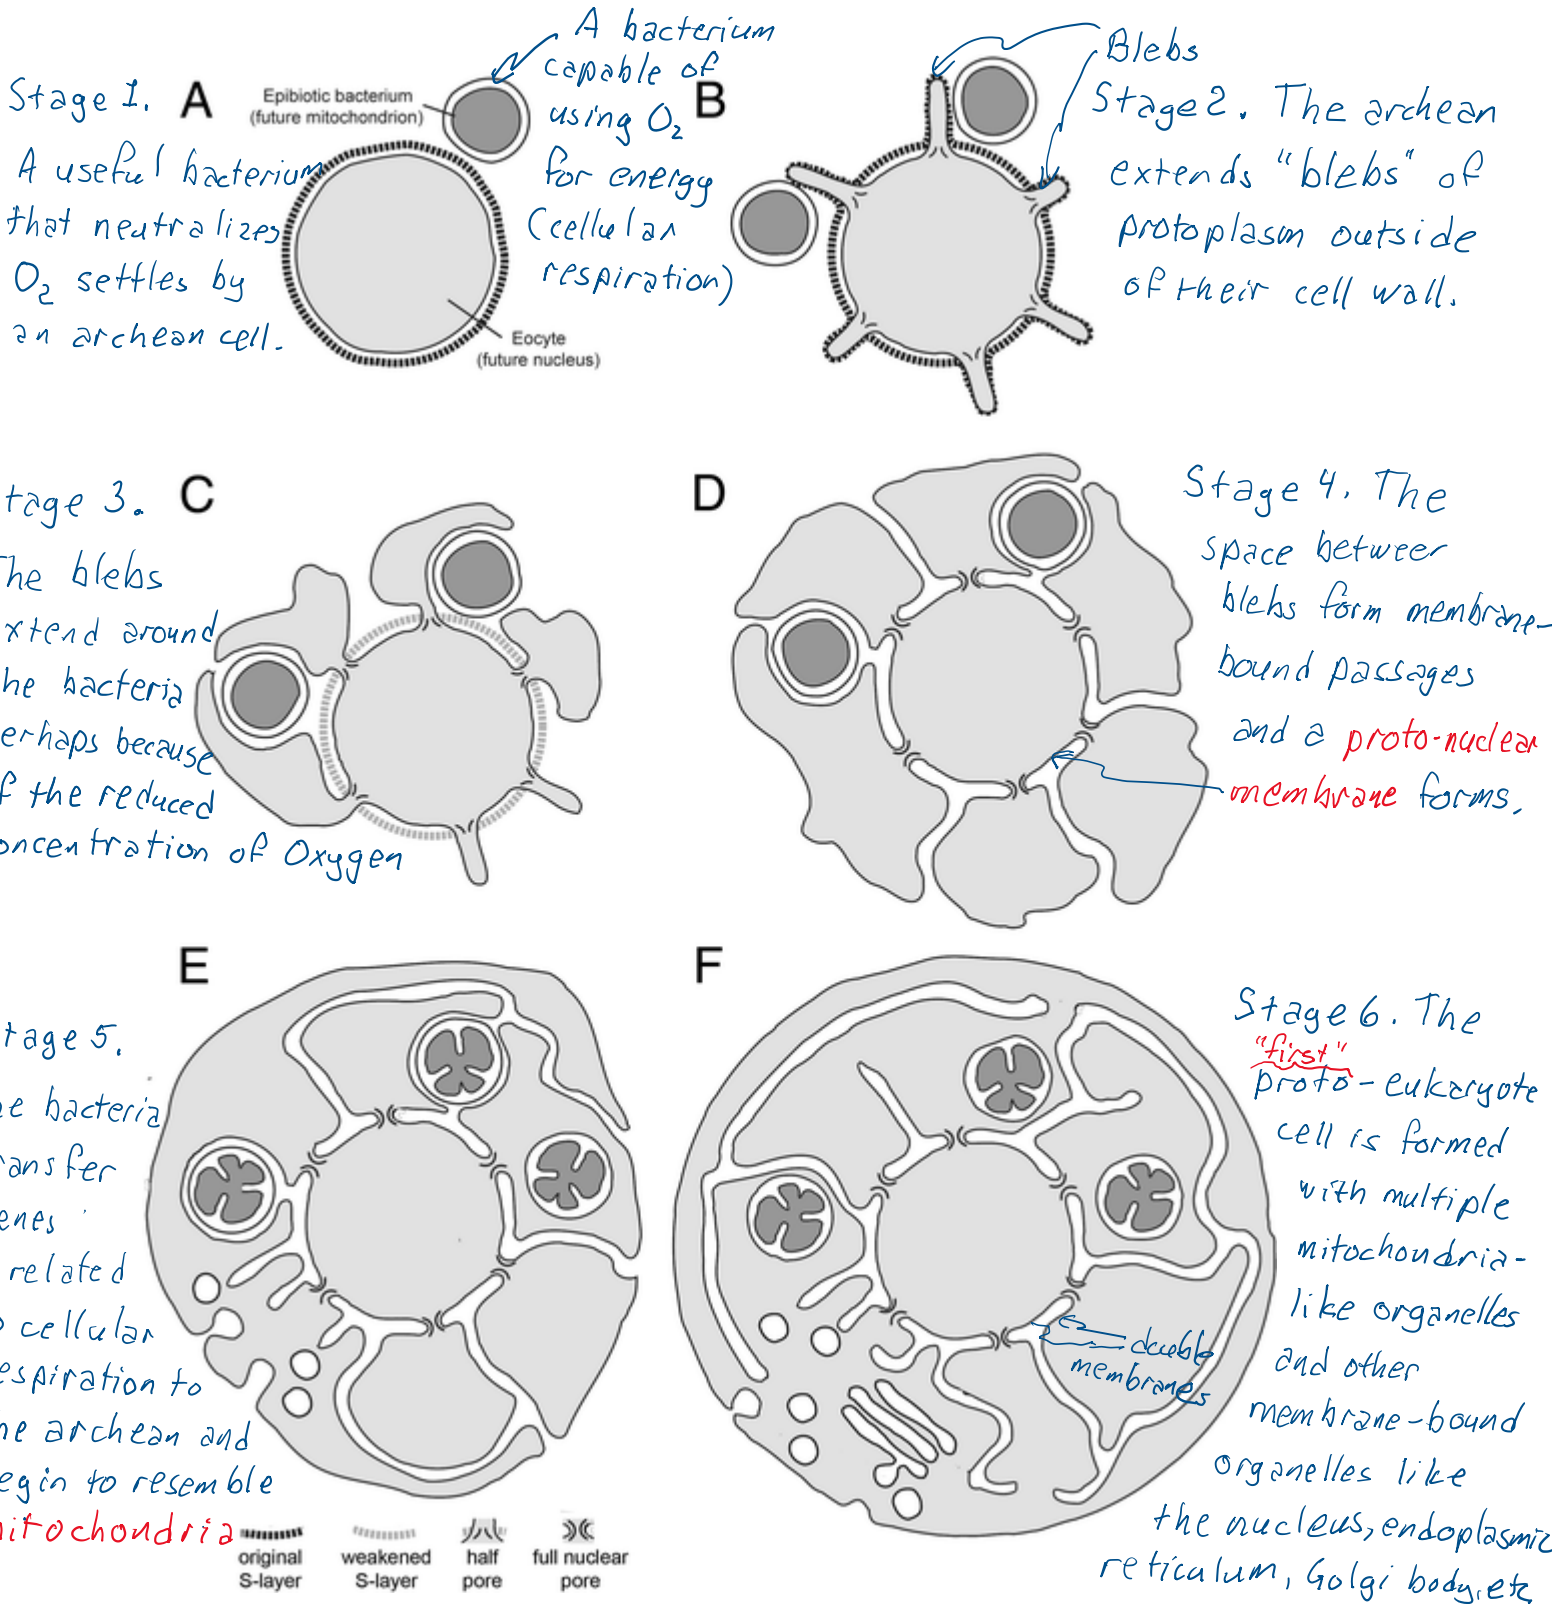 Stage 1.
A useful bacterium
that neutralizes
O₂ settles by
an archean cell.
A
Epibiotic bacterium
(future mitochondrion)
Eocyte
(future nucleus)
A bacterium
capable of
using O₂
for energy
(cellular
respiration)
B
Blebs
Stage 2. The archean
extends "blebs" of
protoplasm outside
of their cell wall.
tage 3.
he blebs
xtend around
he bacteria
erhaps because
f the reduced
oncentration of Oxygen
C
D
Stage 4. The
space between
blebs form membrane-
bound passages
and a proto-nuclear
membrane forms.
tage 5.
e bacteria
ransfer
enes
related
o cellular
espiration to
he archean and
egin to resemble
mitochondria
E
F
Stage 6. The
"first"
proto-eukaryote
cell is formed
with multiple
mitochondria-
like organelles
and other
membrane-bound
organelles like
the nucleus, endoplasmic
reticulum, Golgi body, etc
double
membranes
original
S-layer
weakened
S-layer
half
pore
full nuclear
pore